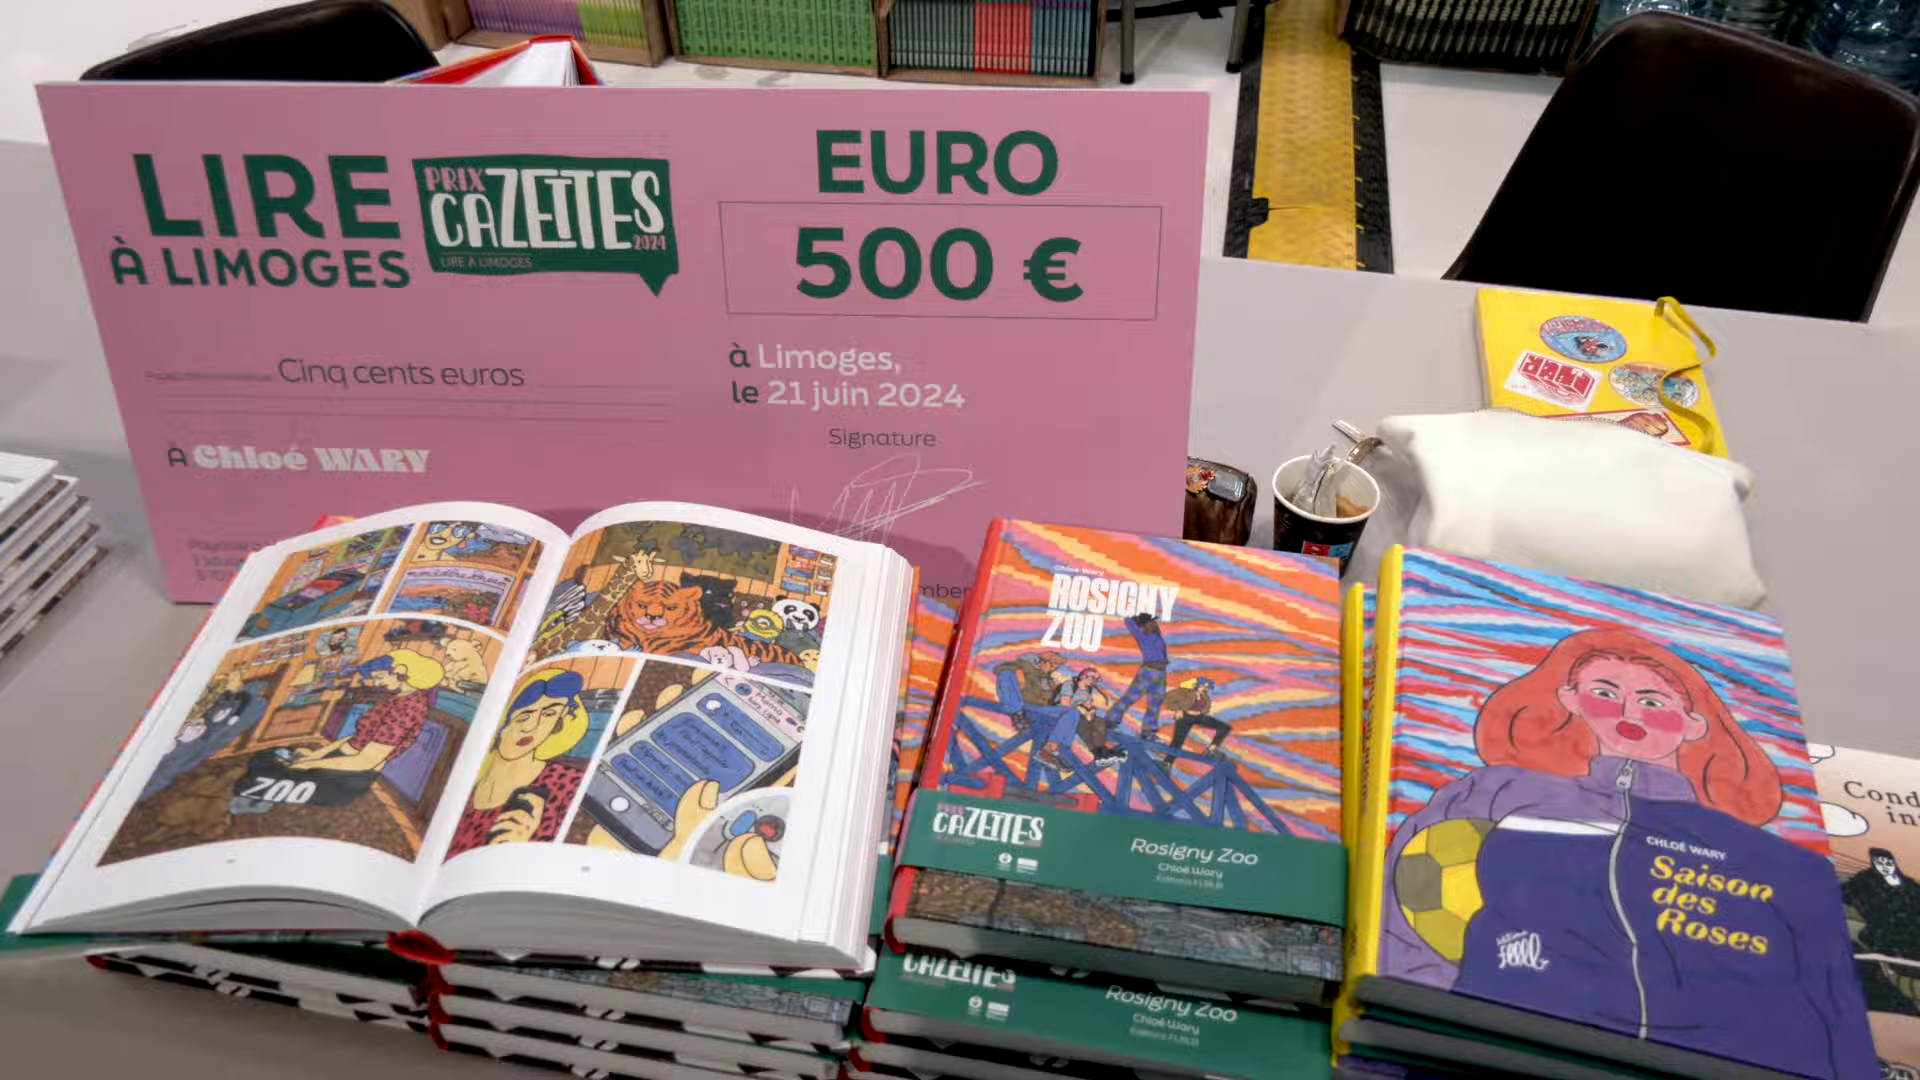 LIRE
À LIMOGES
PRIX
CAZETTES
2024
LIRE À LIMOGES
EURO
500 €
Cinq cents euros
à Limoges,
le 21 juin 2024
Signature
À Chloé WARY
ZOO
Chloé Wary
ROSIGNY
ZOO
PRIX
CAZETTES
Rosigny Zoo
Chloé Wary
Éditions FLBLB
CAZETTES
Rosigny Zoo
Chloé Wary
Éditions FLBLB
CHLOÉ WARY
Saison
des
Roses
Cond
in